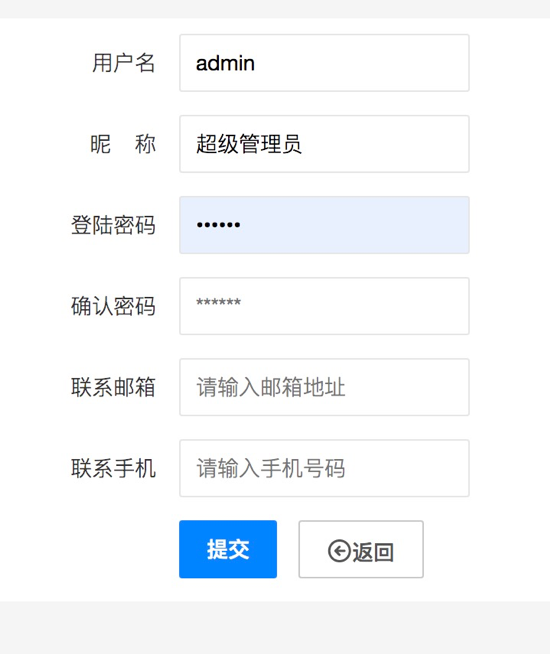 用户名 admin
昵 称 超级管理员
登陆密码 ••••••
确认密码 ******
联系邮箱 请输入邮箱地址
联系手机 请输入手机号码
提交 返回